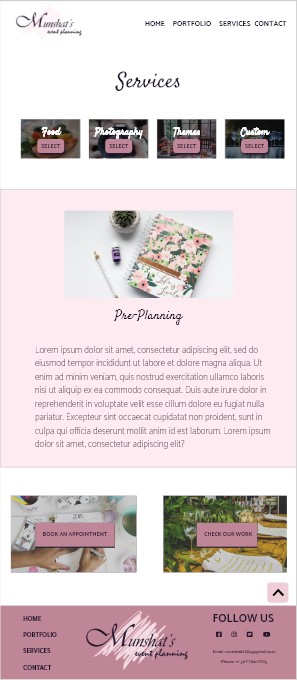 Munshat's
event planning
HOME PORTFOLIO SERVICES CONTACT
Services
Food Photography Themes Custom
SELECT SELECT SELECT SELECT
Pre-Planning
Lorem ipsum dolor sit amet, consectetur adipiscing elit, sed do
eiusmod tempor incididunt ut labore et dolore magna aliqua. Ut
enim ad minim veniam, quis nostrud exercitation ullamco laboris
nisi ut aliquip ex ea commodo consequat. Duis aute irure dolor in
reprehenderit in voluptate velit esse cillum dolore eu fugiat nulla
pariatur. Excepteur sint occaecat cupidatat non proident, sunt in
culpa qui officia deserunt mollit anim id est laborum. Lorem ipsum
dolor sit amet, consectetur adipiscing elit?
BOOK AN APPOINTMENT CHECK OUR WORK
HOME
PORTFOLIO
SERVICES
CONTACT
Munshat's
event planning
FOLLOW US